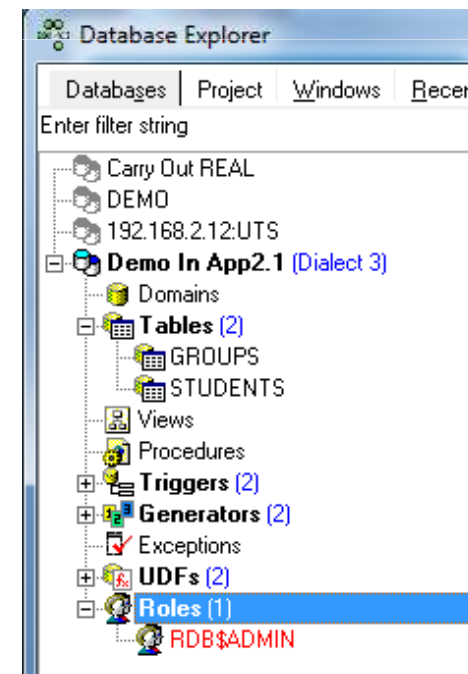 Database Explorer
Databases Project Windows Recen
Enter filter string
Carry Out REAL
DEMO
192.168.2.12:UTS
Demo In App2.1 (Dialect 3)
Domains
Tables (2)
GROUPS
STUDENTS
Views
Procedures
Triggers (2)
Generators (2)
Exceptions
UDFs (2)
Roles (1)
RDB$ADMIN